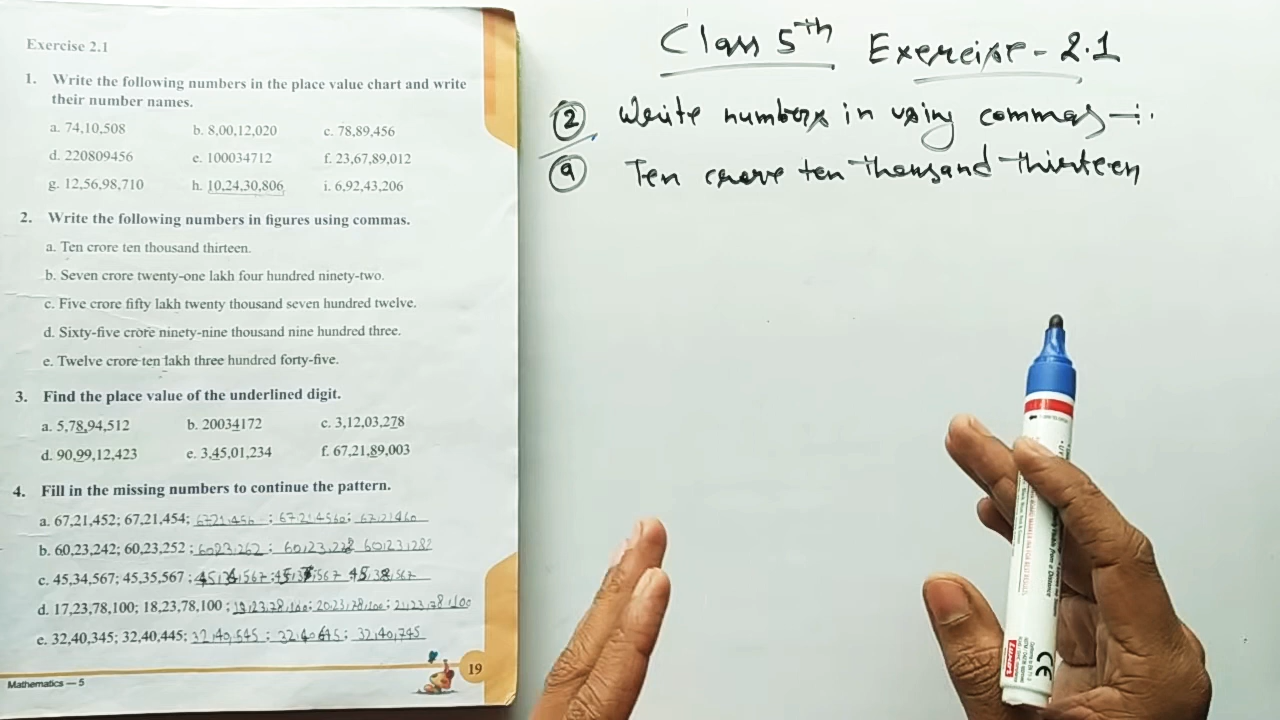 Exercise 2.1
1. Write the following numbers in the place value chart and write
their number names.
a. 74,10,508 b. 8,00,12,020 c. 78,89,456
d. 220809456 e. 100034712 f. 23,67,89,012
g. 12,56,98,710 h. 10,24,30,806 i. 6,92,43,206
2. Write the following numbers in figures using commas.
a. Ten crore ten thousand thirteen.
b. Seven crore twenty-one lakh four hundred ninety-two.
c. Five crore fifty lakh twenty thousand seven hundred twelve.
d. Sixty-five crore ninety-nine thousand nine hundred three.
e. Twelve crore ten lakh three hundred forty-five.
3. Find the place value of the underlined digit.
a. 5,78,94,512 b. 20034172 c. 3,12,03,278
d. 90,99,12,423 e. 3,45,01,234 f. 67,21,89,003
4. Fill in the missing numbers to continue the pattern.
a. 67,21,452; 67,21,454;
b. 60,23,242; 60,23,252 ;
c. 45,34,567; 45,35,567 ;
d. 17,23,78,100; 18,23,78,100 ;
e. 32,40,345; 32,40,445; 32,40,545 ; 32,40,645 ; 32,40,745
Mathematics — 5
19
Class 5th Exercise - 2.1
2 Write numbers in using commas
a Ten crore ten thousand thirteen
CE